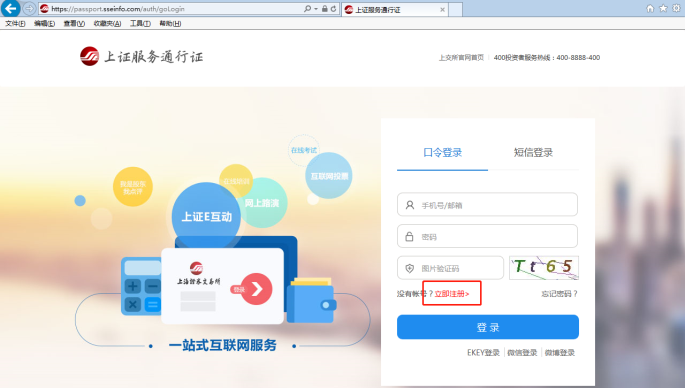 https://passport.sseinfo.com/auth/goLogin
上证服务通行证
文件(F) 编辑(E) 查看(V) 收藏夹(A) 工具(T) 帮助(H)
上证服务通行证
上交所官网首页 | 400投资者服务热线：400-8888-400
口令登录 短信登录
在线考试
互联网投票
网上路演
上证E互动
手机号/邮箱
密码
图片验证码
Tt65
上海证券交易所
登录
没有帐号？立即注册>
忘记密码？
登 录
一站式互联网服务
EKEY登录 | 微信登录 | 微博登录